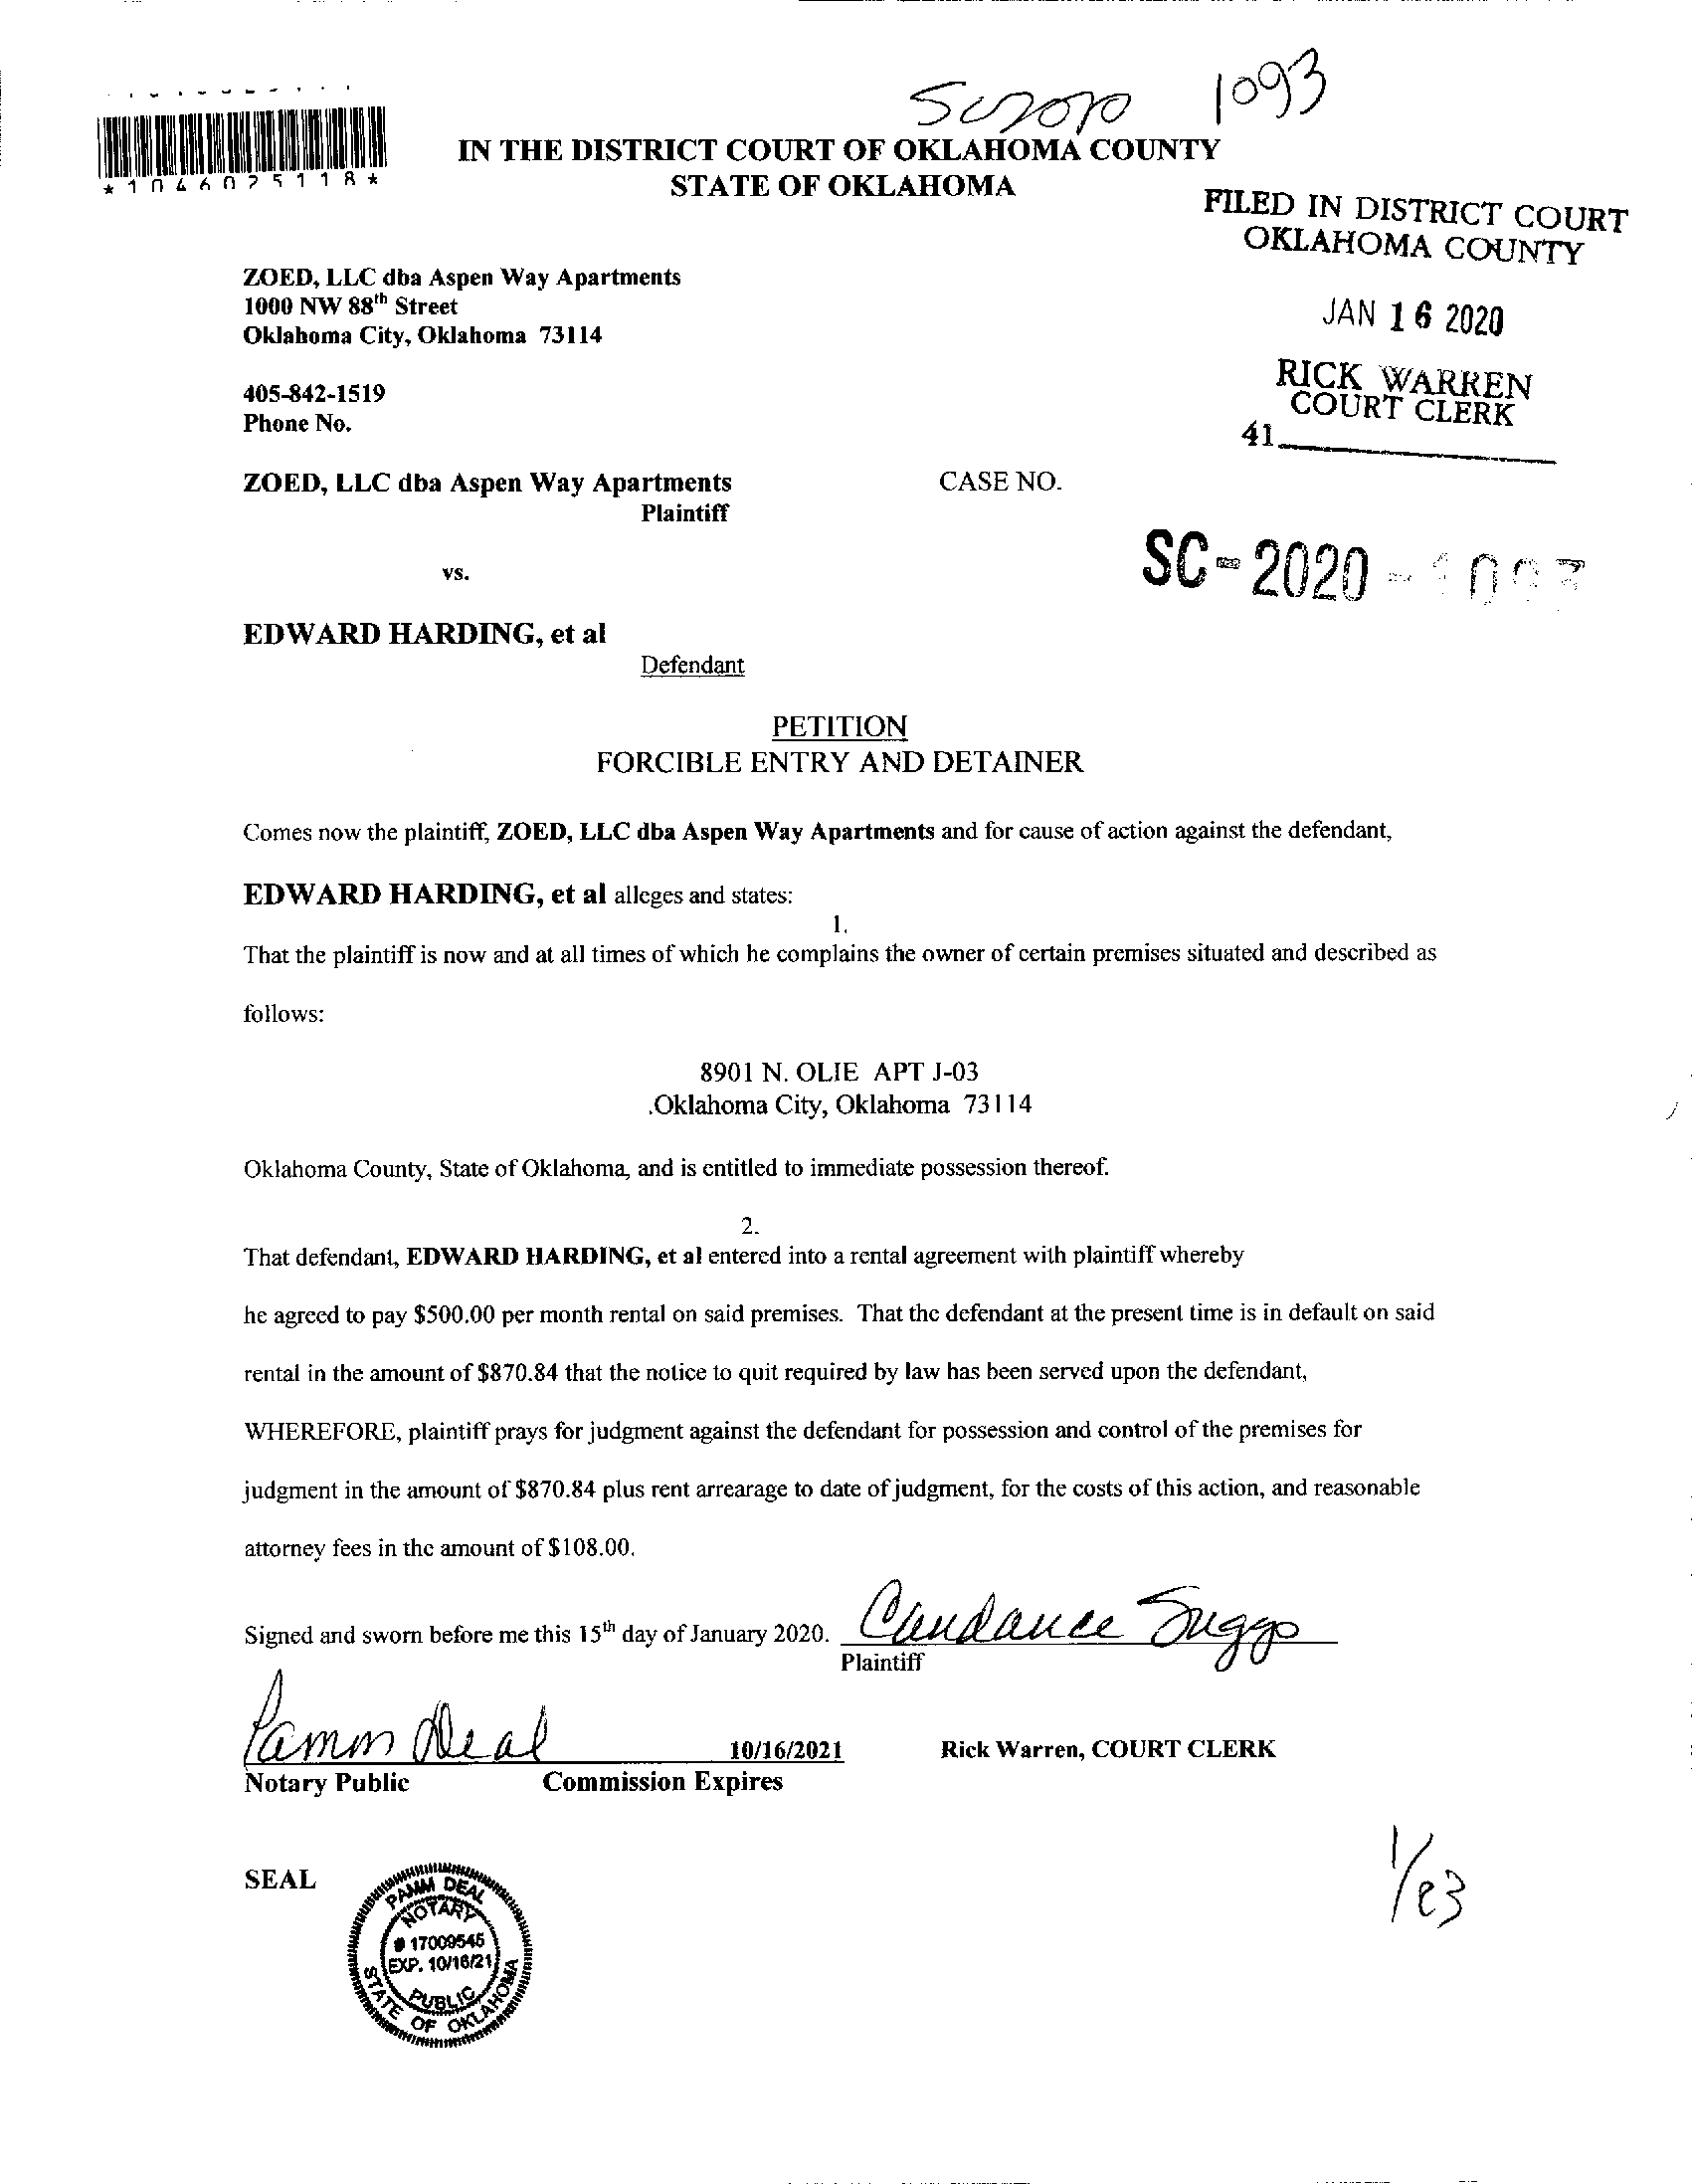 SC2020 1093
*1046025118*
IN THE DISTRICT COURT OF OKLAHOMA COUNTY
STATE OF OKLAHOMA
FILED IN DISTRICT COURT
OKLAHOMA COUNTY
JAN 16 2020
RICK WARREN
COURT CLERK
41
ZOED, LLC dba Aspen Way Apartments
1000 NW 88th Street
Oklahoma City, Oklahoma 73114
405-842-1519
Phone No.
ZOED, LLC dba Aspen Way Apartments
CASE NO.
Plaintiff
SC-2020-1093
vs.
EDWARD HARDING, et al
Defendant
PETITION
FORCIBLE ENTRY AND DETAINER
Comes now the plaintiff, ZOED, LLC dba Aspen Way Apartments and for cause of action against the defendant,
EDWARD HARDING, et al alleges and states:
1.
That the plaintiff is now and at all times of which he complains the owner of certain premises situated and described as
follows:
8901 N. OLIE APT J-03
.Oklahoma City, Oklahoma 73114
Oklahoma County, State of Oklahoma, and is entitled to immediate possession thereof.
2.
That defendant, EDWARD HARDING, et al entered into a rental agreement with plaintiff whereby
he agreed to pay $500.00 per month rental on said premises. That the defendant at the present time is in default on said
rental in the amount of $870.84 that the notice to quit required by law has been served upon the defendant,
WHEREFORE, plaintiff prays for judgment against the defendant for possession and control of the premises for
judgment in the amount of $870.84 plus rent arrearage to date of judgment, for the costs of this action, and reasonable
attorney fees in the amount of $108.00.
Signed and sworn before me this 15th day of January 2020. Candance Suggs
Plaintiff
Pamm Deal 10/16/2021 Rick Warren, COURT CLERK
Notary Public Commission Expires
SEAL
PAMM DEAL
NOTARY
# 17009545
EXP. 10/16/21
PUBLIC
STATE OF OKLAHOMA